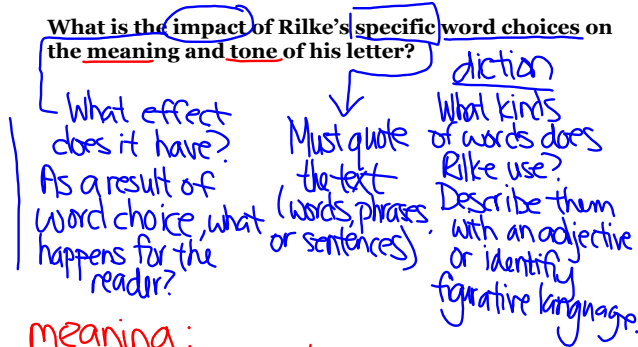 What is the impact of Rilke's specific word choices on
the meaning and tone of his letter?
diction
What effect
does it have?
As a result of
word choice, what
happens for the
reader?
Must quote
the text
(words, phrases,
or sentences)
What kinds
of words does
Rilke use?
Describe them
with an adjective
or identify
figurative language.
meaning: